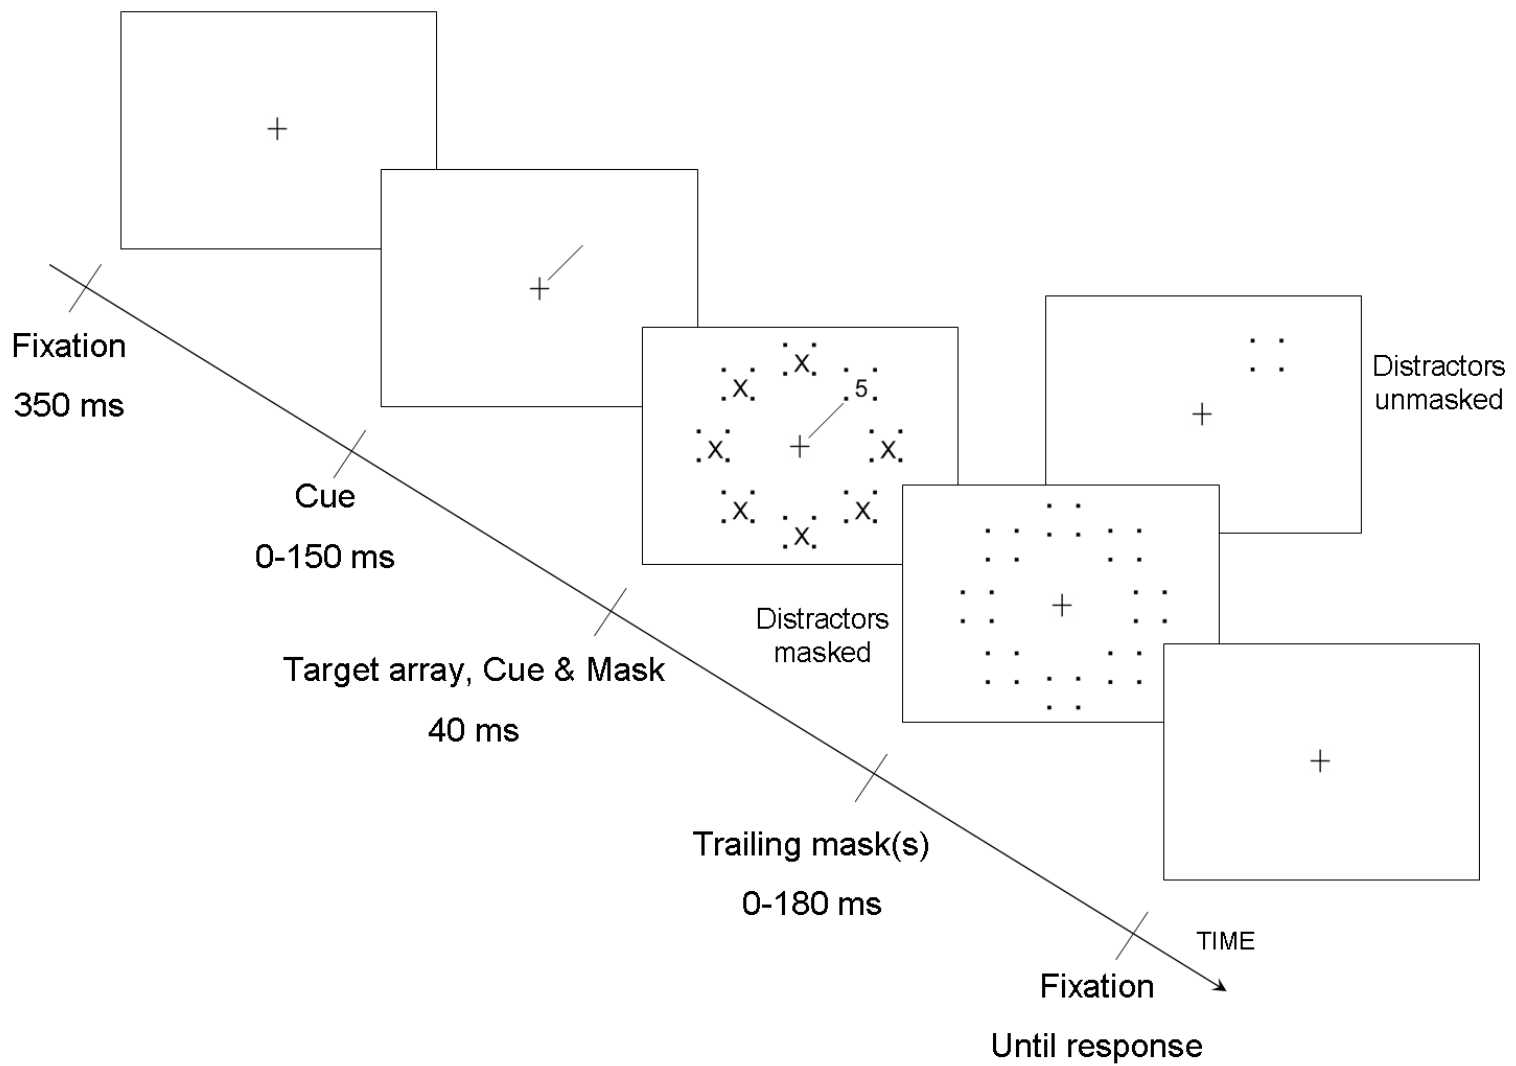 Fixation
350 ms
Cue
0-150 ms
X
X
5
X
X
X
X
X
Target array, Cue & Mask
40 ms
Distractors
unmasked
Distractors
masked
Trailing mask(s)
0-180 ms
TIME
Fixation
Until response